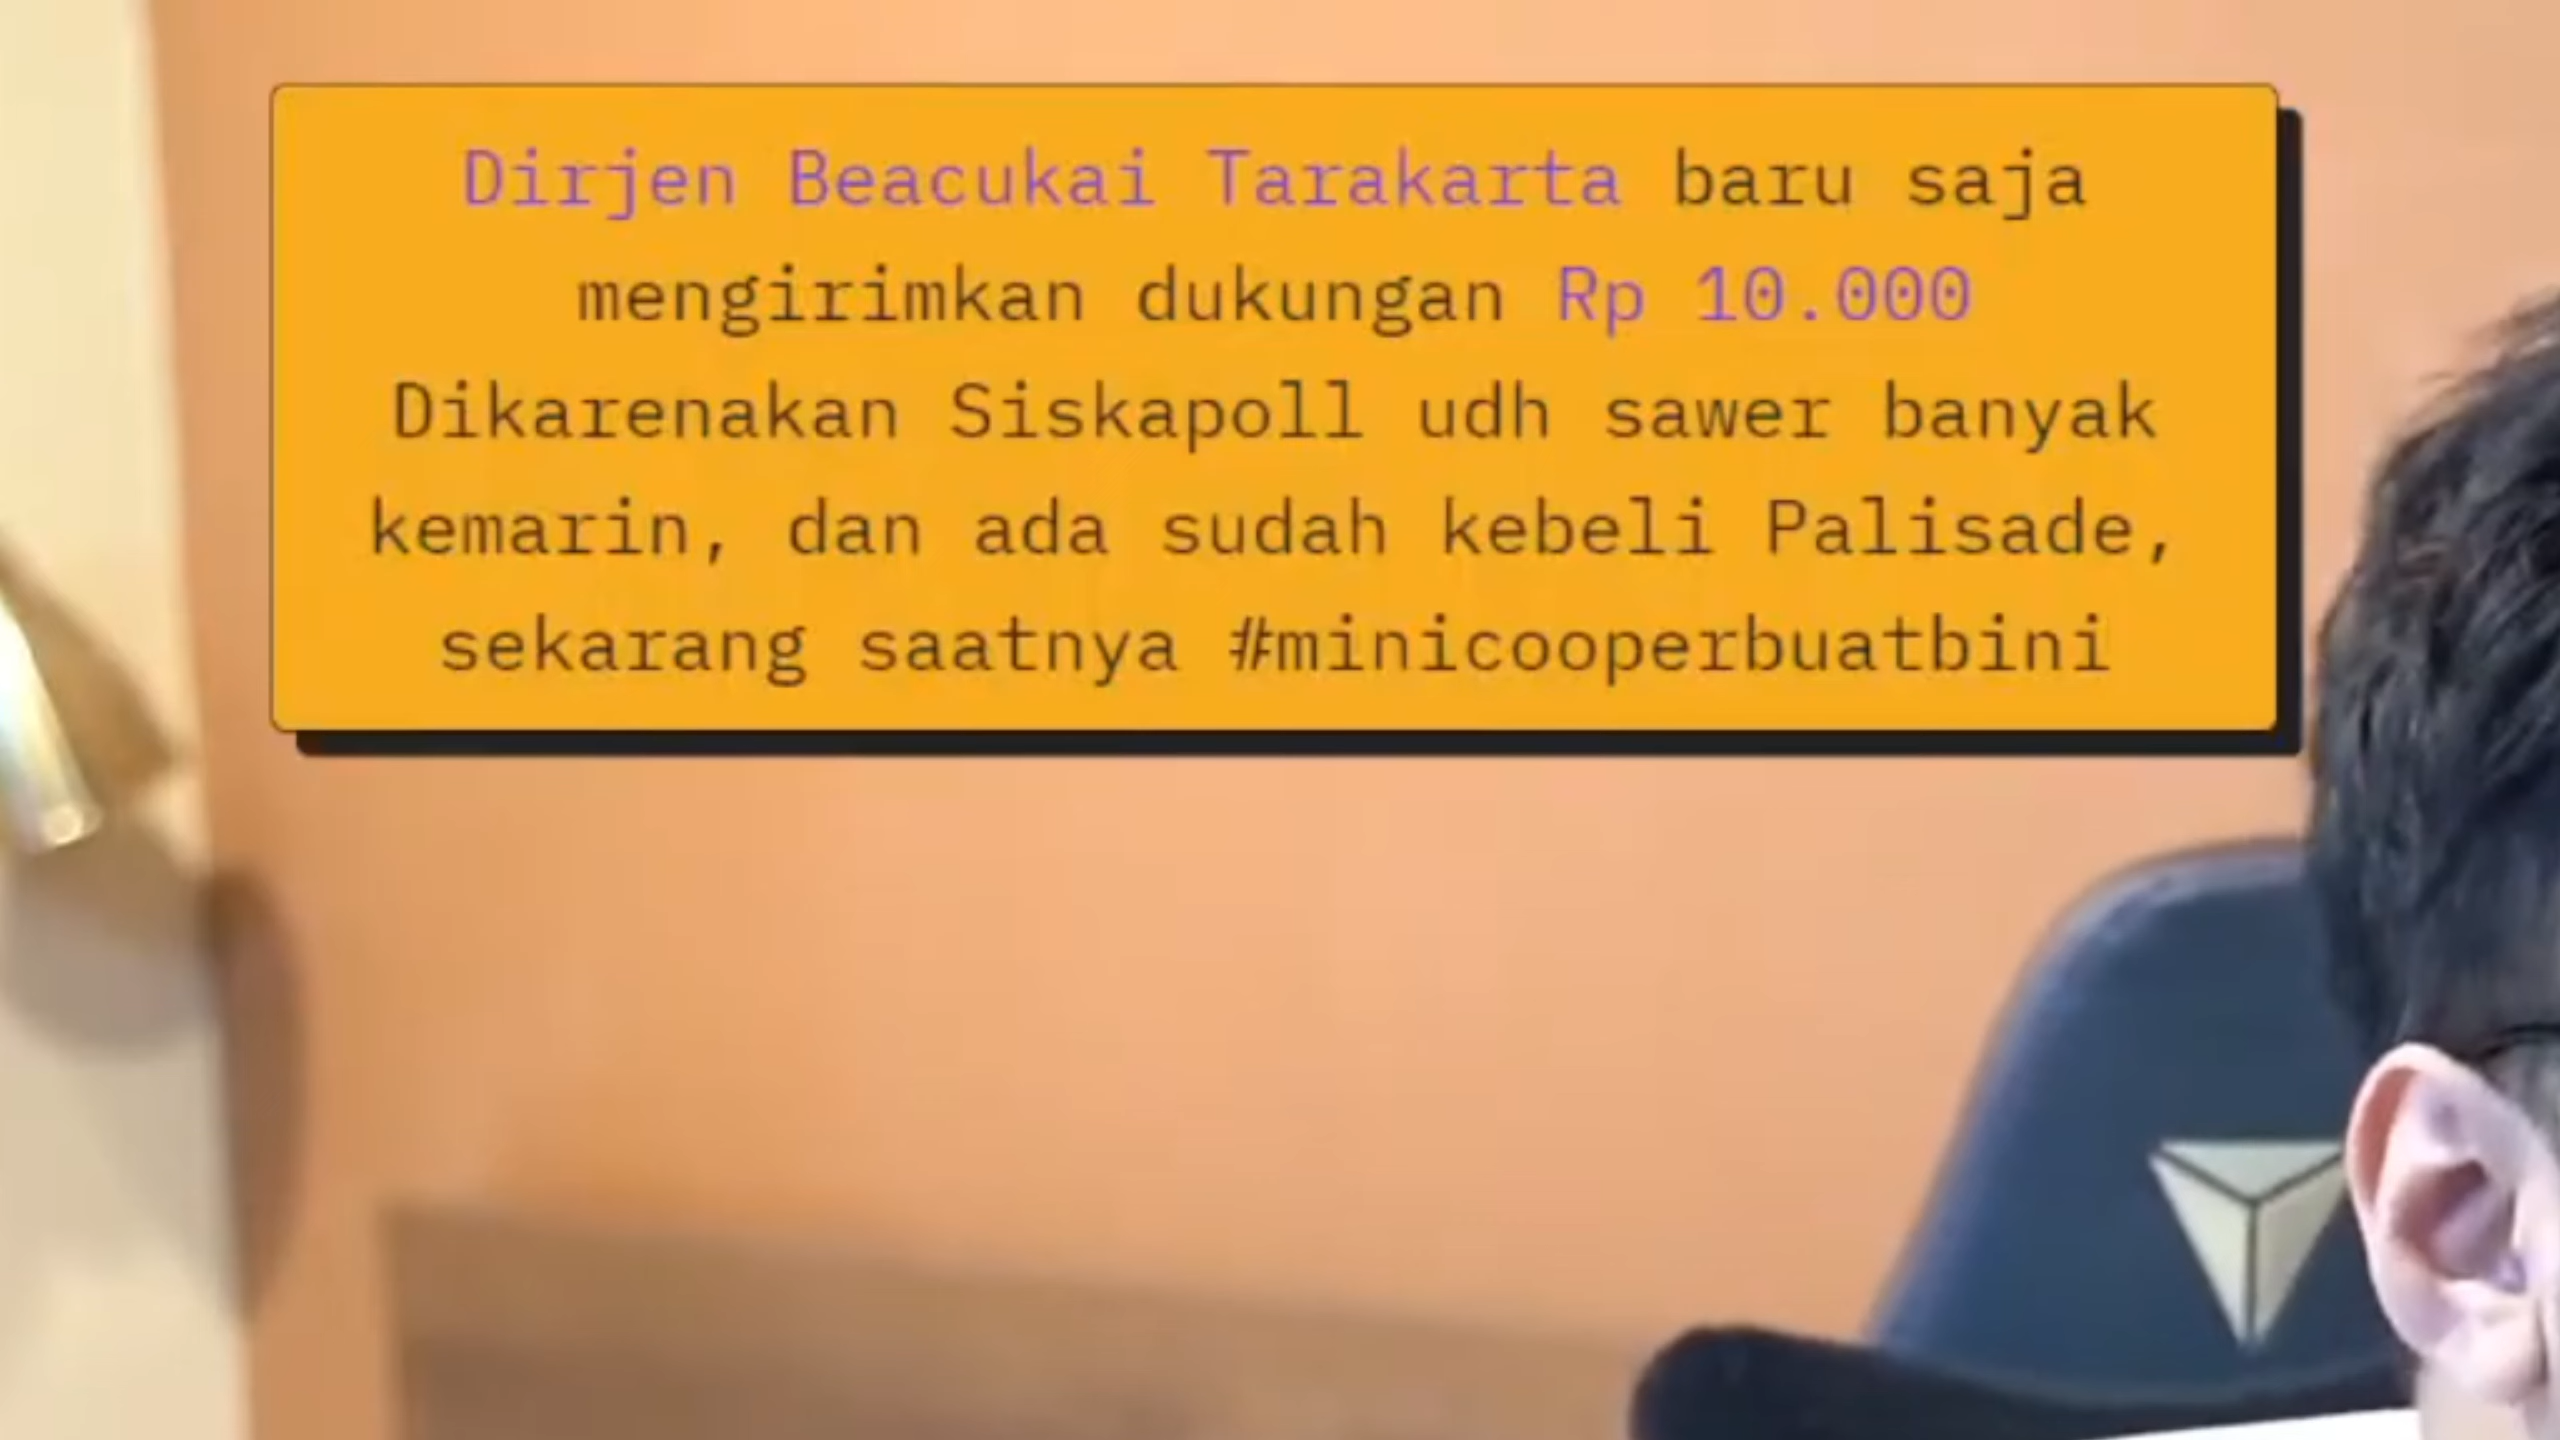 Dirjen Beacukai Tarakarta baru saja
mengirimkan dukungan Rp 10.000
Dikarenakan Siskapoll udh sawer banyak
kemarin, dan ada sudah kebeli Palisade,
sekarang saatnya #minicooperbuatbini